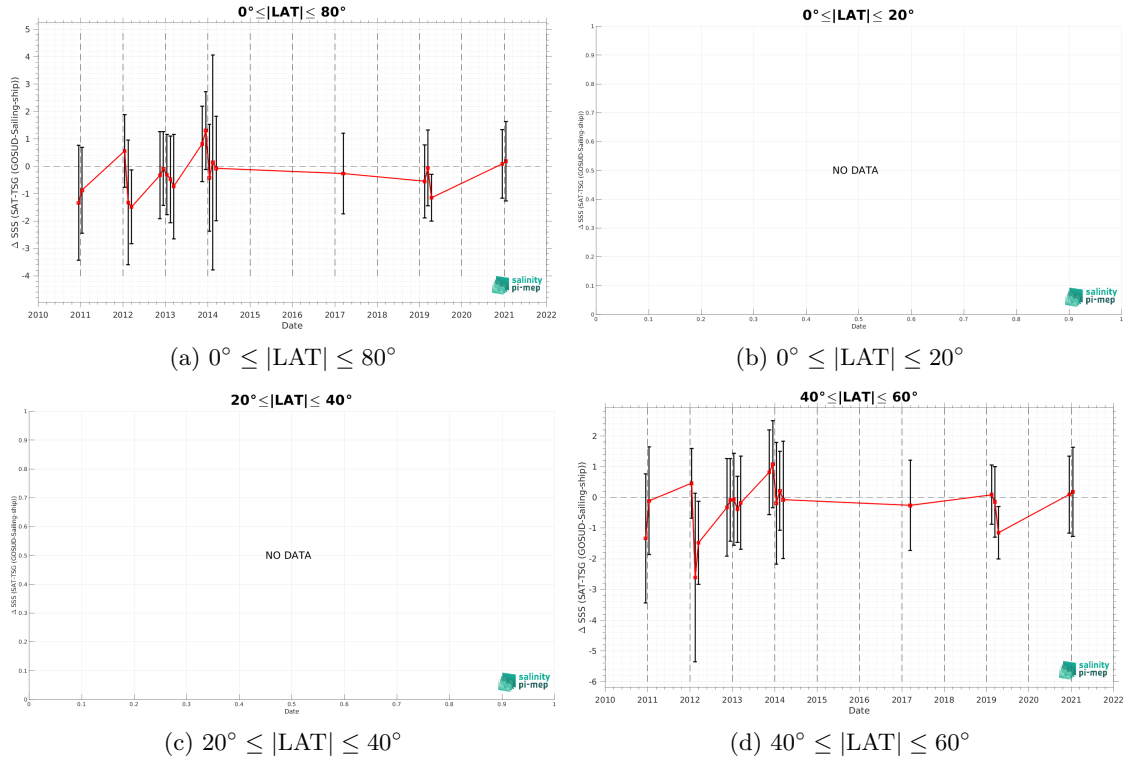 0°≤|LAT|≤ 80°
Δ SSS (SAT-TSG (GOSUD-Sailing-ship))
5
4
3
2
1
0
-1
-2
-3
-4
2010 2011 2012 2013 2014 2015 2016 2017 2018 2019 2020 2021 2022
Date
salinity
pi-mep
(a) 0° ≤ |LAT| ≤ 80°
0°≤|LAT|≤ 20°
Δ SSS (SAT-TSG (GOSUD-Sailing-ship))
1
0.9
0.8
0.7
0.6
0.5
0.4
0.3
0.2
0.1
0
NO DATA
0 0.1 0.2 0.3 0.4 0.5 0.6 0.7 0.8 0.9 1
Date
salinity
pi-mep
(b) 0° ≤ |LAT| ≤ 20°
20°≤|LAT|≤ 40°
Δ SSS (SAT-TSG (GOSUD-Sailing-ship))
1
0.9
0.8
0.7
0.6
0.5
0.4
0.3
0.2
0.1
0
NO DATA
0 0.1 0.2 0.3 0.4 0.5 0.6 0.7 0.8 0.9 1
Date
salinity
pi-mep
(c) 20° ≤ |LAT| ≤ 40°
40°≤|LAT|≤ 60°
Δ SSS (SAT-TSG (GOSUD-Sailing-ship))
2
1
0
-1
-2
-3
-4
-5
-6
2010 2011 2012 2013 2014 2015 2016 2017 2018 2019 2020 2021 2022
Date
salinity
pi-mep
(d) 40° ≤ |LAT| ≤ 60°